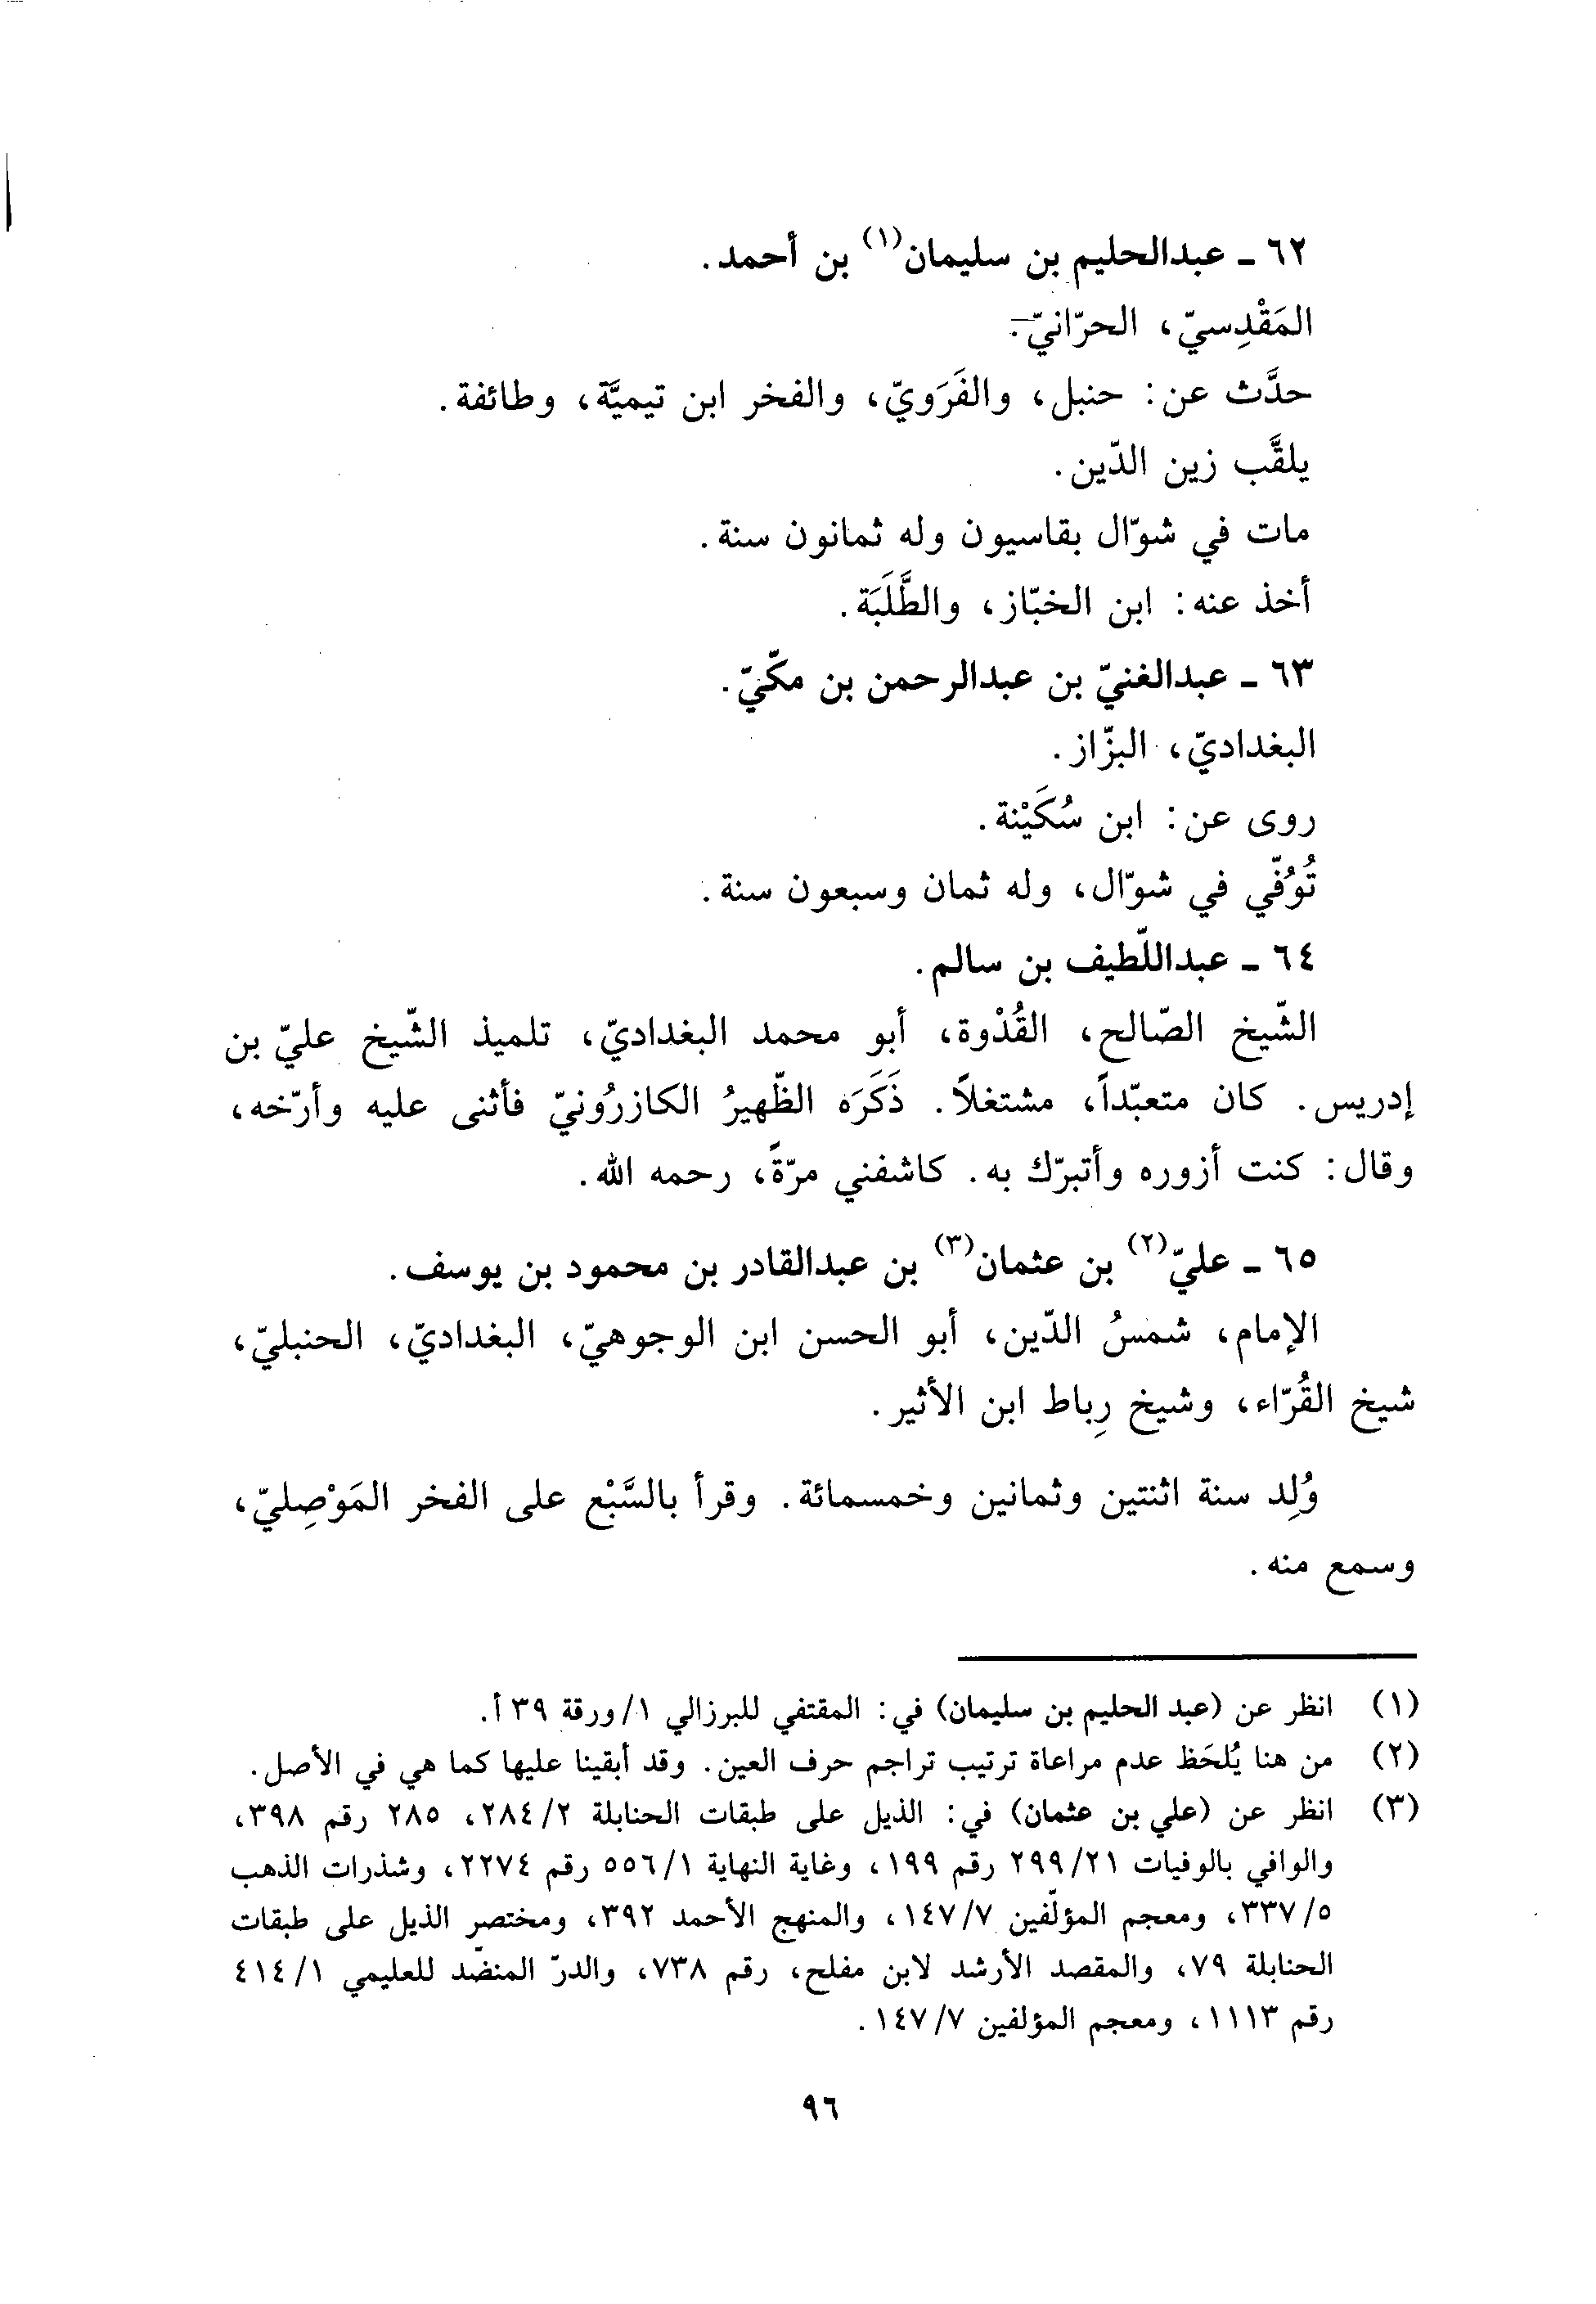 ٦٢ ـ عبدالحليم بن سليمان(١) بن أحمد.
المَقْدِسيّ، الحرّانيّ.
حدَّث عن: حنبل، والفَرَويّ، والفخر ابن تيميَّة، وطائفة.
يلقَّب زين الدّين.
مات في شوّال بقاسيون وله ثمانون سنة.
أخذ عنه: ابن الخبّاز، والطَّلَبَة.
٦٣ ـ عبدالغنيّ بن عبدالرحمن بن مكّيّ.
البغداديّ، البزّاز.
روى عن: ابن سُكَيْنة.
تُوُفّي في شوّال، وله ثمان وسبعون سنة.
٦٤ ـ عبداللّطيف بن سالم.
الشّيخ الصّالح، القُدْوة، أبو محمد البغداديّ، تلميذ الشّيخ عليّ بن
إدريس. كان متعبّداً، مشتغلاً. ذَكَرَه الظّهيرُ الكازرُونيّ فأثنى عليه وأرّخه،
وقال: كنت أزوره وأتبرّك به. كاشفني مرّةً، رحمه الله.
٦٥ ـ عليّ(٢) بن عثمان(٣) بن عبدالقادر بن محمود بن يوسف.
الإمام، شمسُ الدّين، أبو الحسن ابن الوجوهيّ، البغداديّ، الحنبليّ،
شيخ القُرّاء، وشيخ رِباط ابن الأثير.
وُلِد سنة اثنتين وثمانين وخمسمائة. وقرأ بالسَّبْع على الفخر المَوْصِليّ،
وسمع منه.
(١) انظر عن (عبد الحليم بن سليمان) في: المقتفي للبرزالي ١/ورقة ٣٩ أ.
(٢) من هنا يُلحَظ عدم مراعاة ترتيب تراجم حرف العين. وقد أبقينا عليها كما هي في الأصل.
(٣) انظر عن (علي بن عثمان) في: الذيل على طبقات الحنابلة ٢/٢٨٤، ٢٨٥ رقم ٣٩٨،
والوافي بالوفيات ٢١/٢٩٩ رقم ١٩٩، وغاية النهاية ١/٥٥٦ رقم ٢٢٧٤، وشذرات الذهب
٥/٣٣٧، ومعجم المؤلّفين ٧/١٤٧، والمنهج الأحمد ٣٩٢، ومختصر الذيل على طبقات
الحنابلة ٧٩، والمقصد الأرشد لابن مفلح، رقم ٧٣٨، والدرّ المنضّد للعليمي ١/٤١٤
رقم ١١١٣، ومعجم المؤلفين ٧/١٤٧.
٩٦